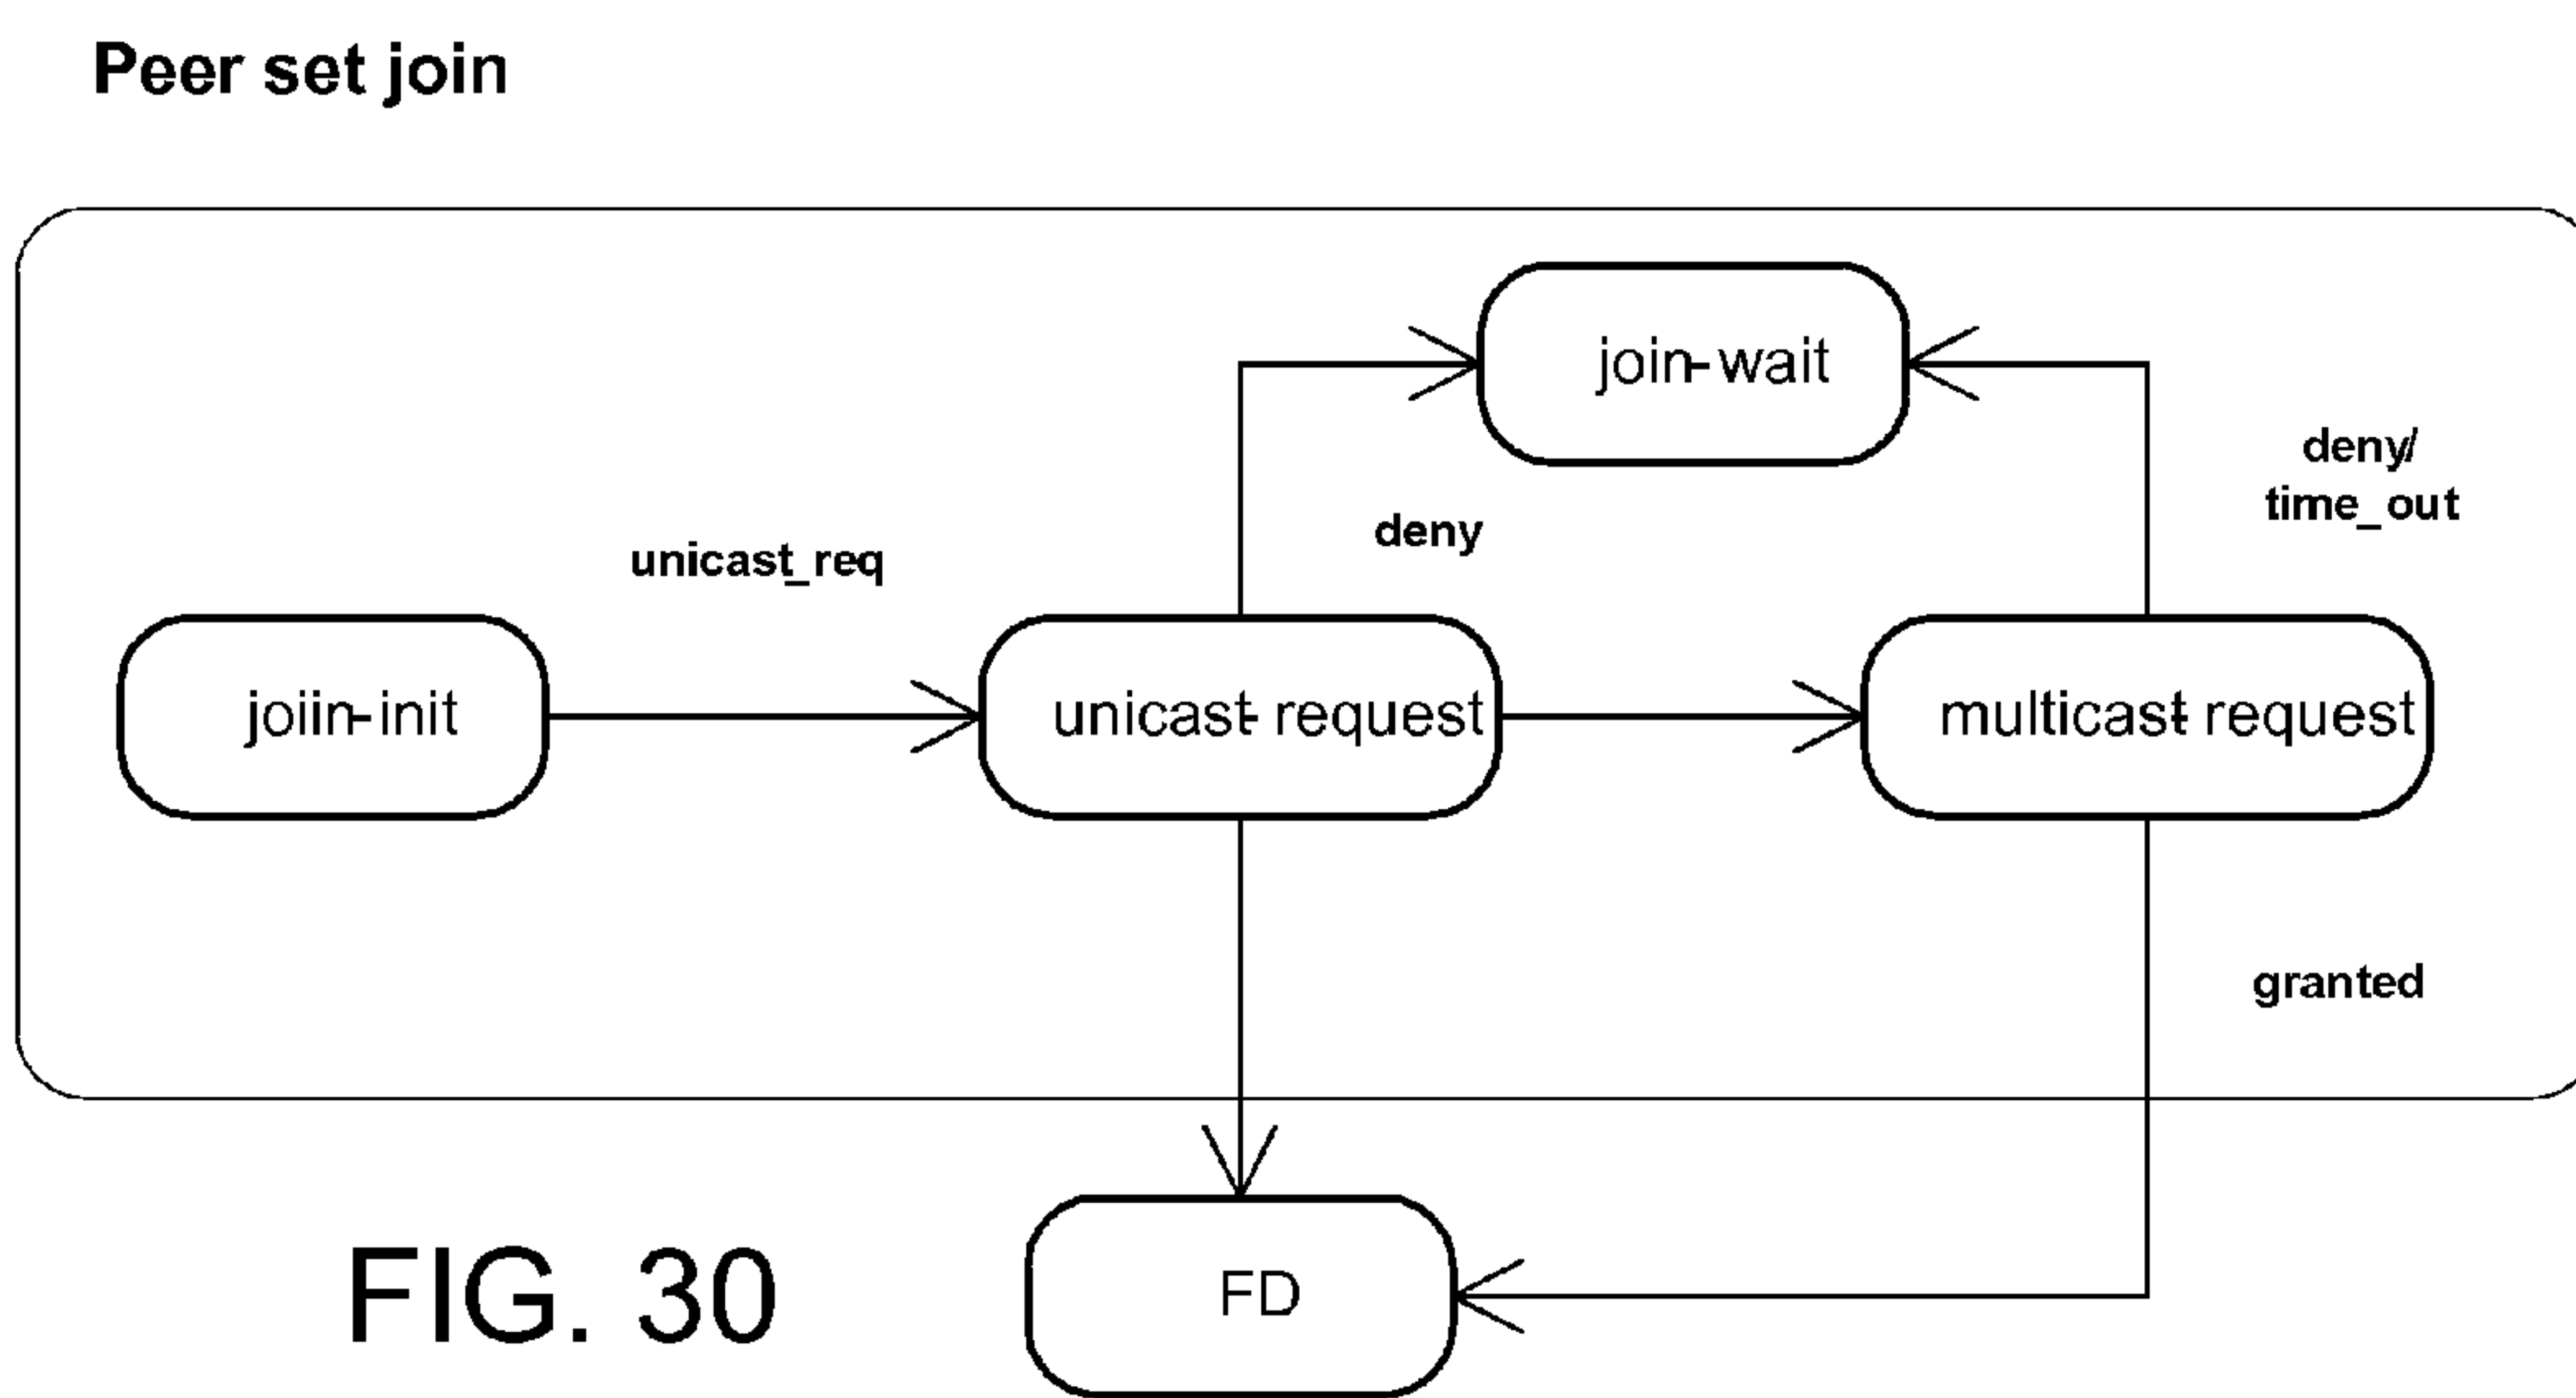 Peer set join
join-wait
deny/
time_out
deny
unicast_req
joiin-init
unicast-request
multicast-request
granted
FD
FIG. 30